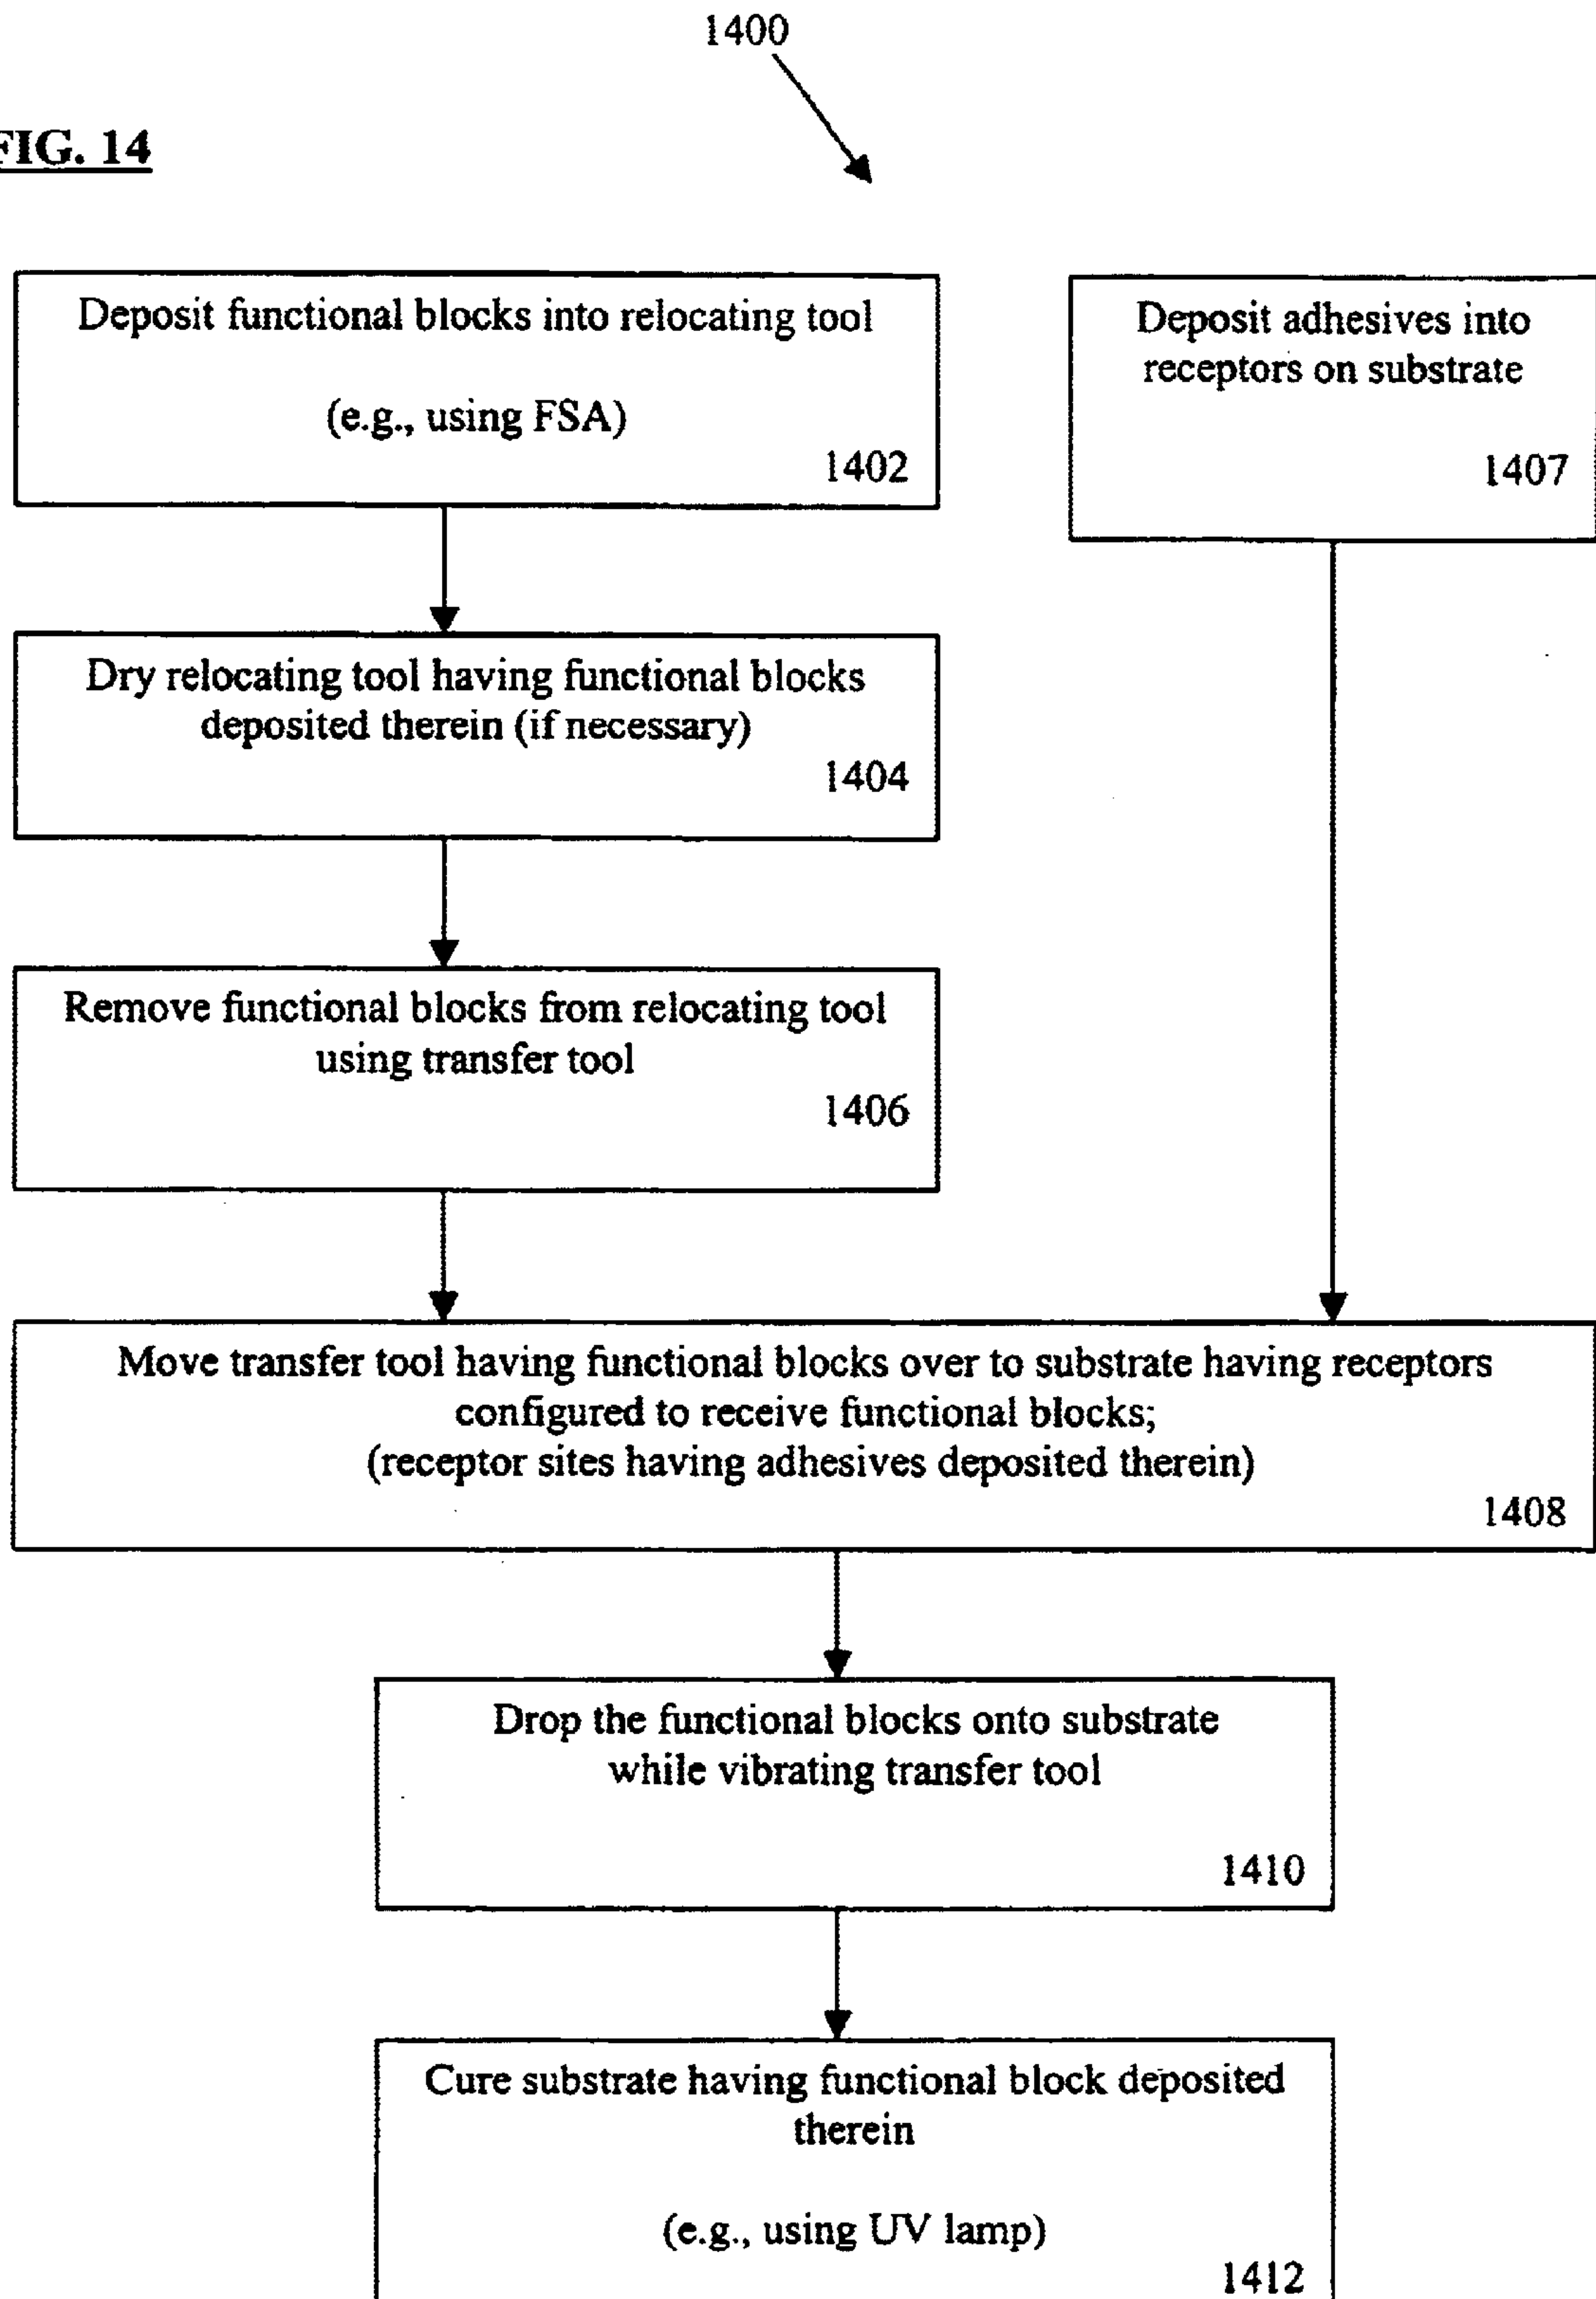 1400
FIG. 14
Deposit functional blocks into relocating tool
(e.g., using FSA)
1402
Deposit adhesives into
receptors on substrate
1407
Dry relocating tool having functional blocks
deposited therein (if necessary)
1404
Remove functional blocks from relocating tool
using transfer tool
1406
Move transfer tool having functional blocks over to substrate having receptors
configured to receive functional blocks;
(receptor sites having adhesives deposited therein)
1408
Drop the functional blocks onto substrate
while vibrating transfer tool
1410
Cure substrate having functional block deposited
therein
(e.g., using UV lamp)
1412